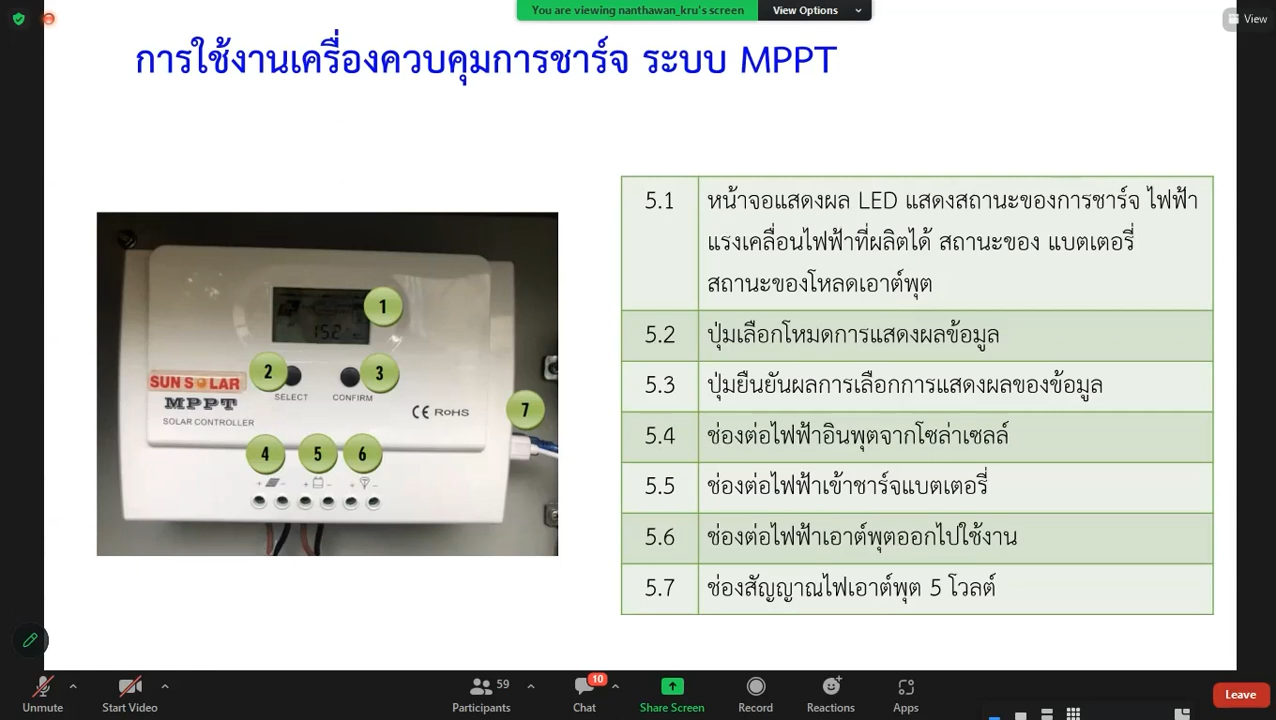 You are viewing nanthawan_kru's screen
View Options
View
การใช้งานเครื่องควบคุมการชาร์จ ระบบ MPPT
15.2
1
2
3
SELECT
CONFIRM
SUN SOLAR
MPPT
SOLAR CONTROLLER
CE RoHS
7
4
5
6
+ - + - + -
5.1 หน้าจอแสดงผล LED แสดงสถานะของการชาร์จ ไฟฟ้า
แรงเคลื่อนไฟฟ้าที่ผลิตได้ สถานะของ แบตเตอรี่
สถานะของโหลดเอาต์พุต
5.2 ปุ่มเลือกโหมดการแสดงผลข้อมูล
5.3 ปุ่มยืนยันผลการเลือกการแสดงผลของข้อมูล
5.4 ช่องต่อไฟฟ้าอินพุตจากโซล่าเซลล์
5.5 ช่องต่อไฟฟ้าเข้าชาร์จแบตเตอรี่
5.6 ช่องต่อไฟฟ้าเอาต์พุตออกไปใช้งาน
5.7 ช่องสัญญาณไฟเอาต์พุต 5 โวลต์
Unmute
Start Video
59
Participants
10
Chat
Share Screen
Record
Reactions
Apps
Leave